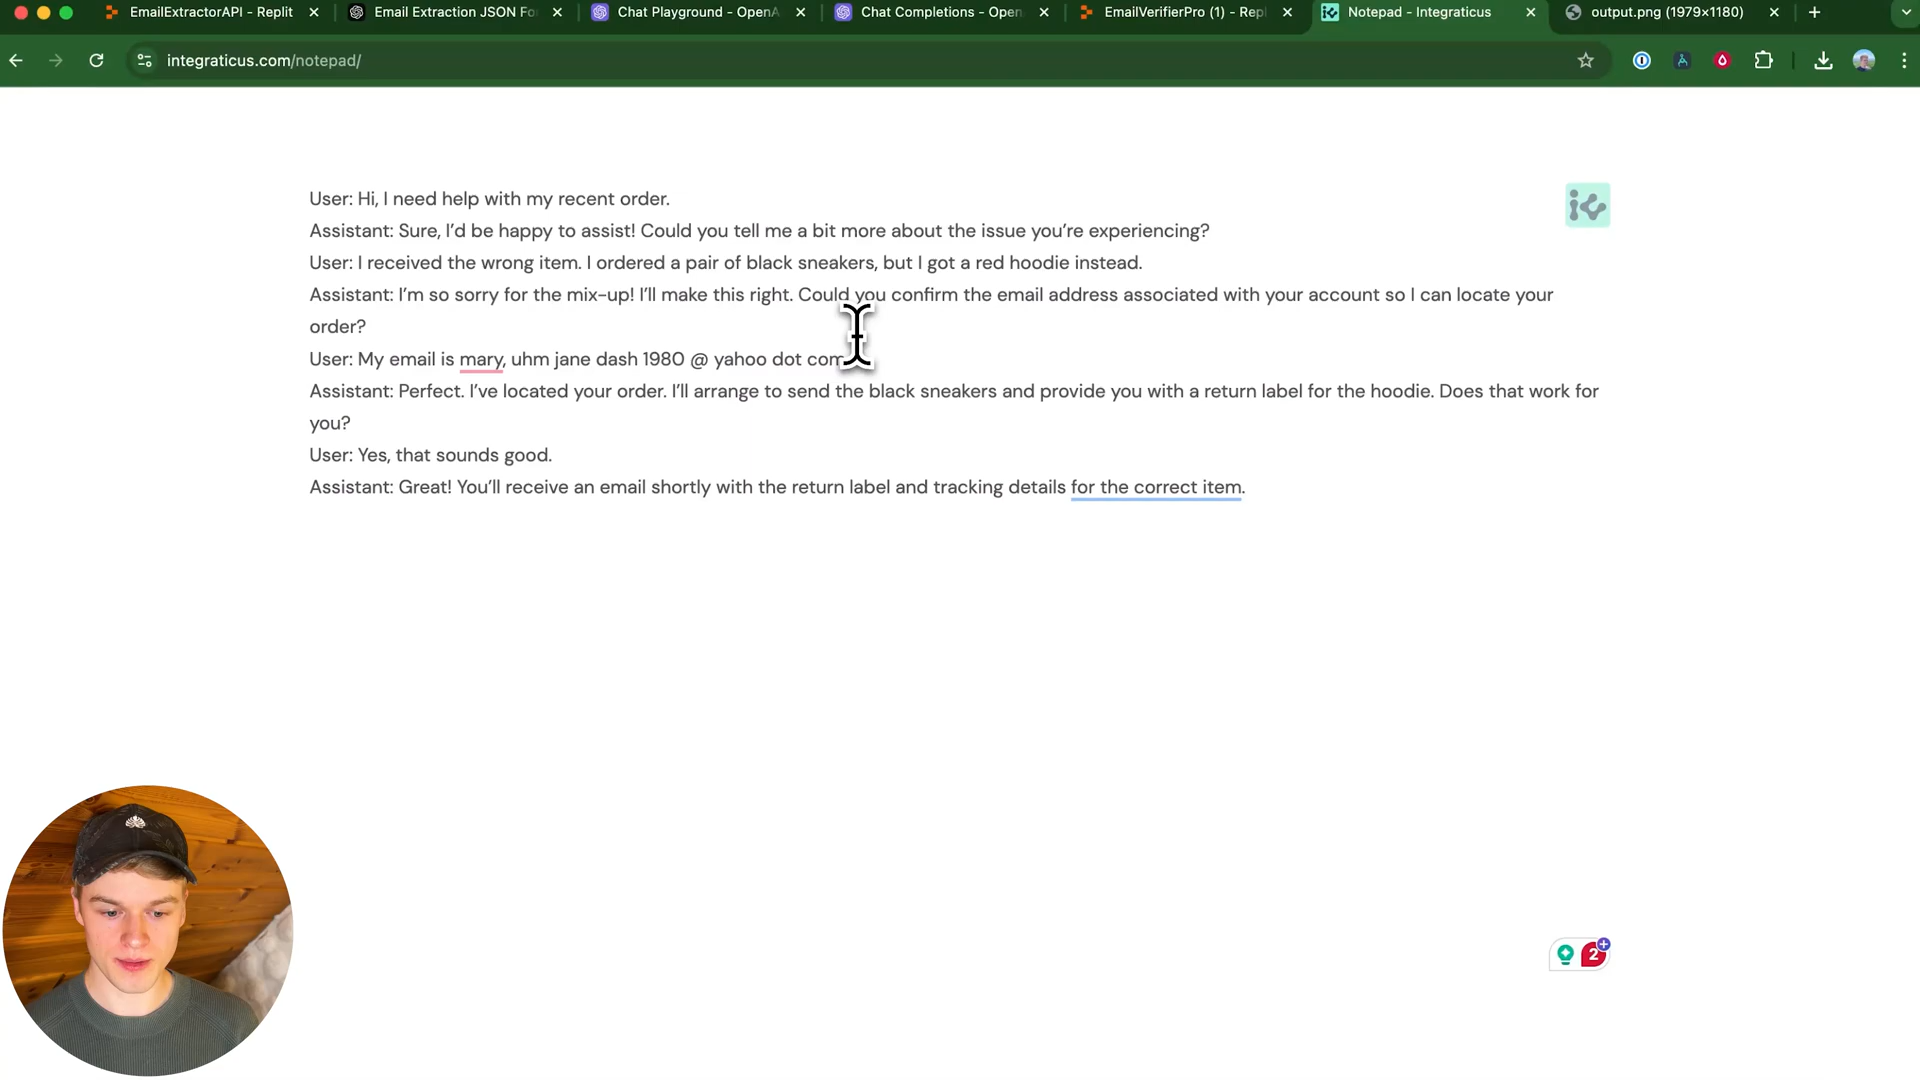 EmailExtractorAPI - Replit
Email Extraction JSON Fo
Chat Playground - OpenA
Chat Completions - Open
EmailVerifierPro (1) - Repl
Notepad - Integraticus
output.png (1979×1180)
integraticus.com/notepad/
User: Hi, I need help with my recent order.
Assistant: Sure, I’d be happy to assist! Could you tell me a bit more about the issue you’re experiencing?
User: I received the wrong item. I ordered a pair of black sneakers, but I got a red hoodie instead.
Assistant: I’m so sorry for the mix-up! I’ll make this right. Could you confirm the email address associated with your account so I can locate your
order?
User: My email is mary, uhm jane dash 1980 @ yahoo dot com
Assistant: Perfect. I’ve located your order. I’ll arrange to send the black sneakers and provide you with a return label for the hoodie. Does that work for
you?
User: Yes, that sounds good.
Assistant: Great! You’ll receive an email shortly with the return label and tracking details for the correct item.
2